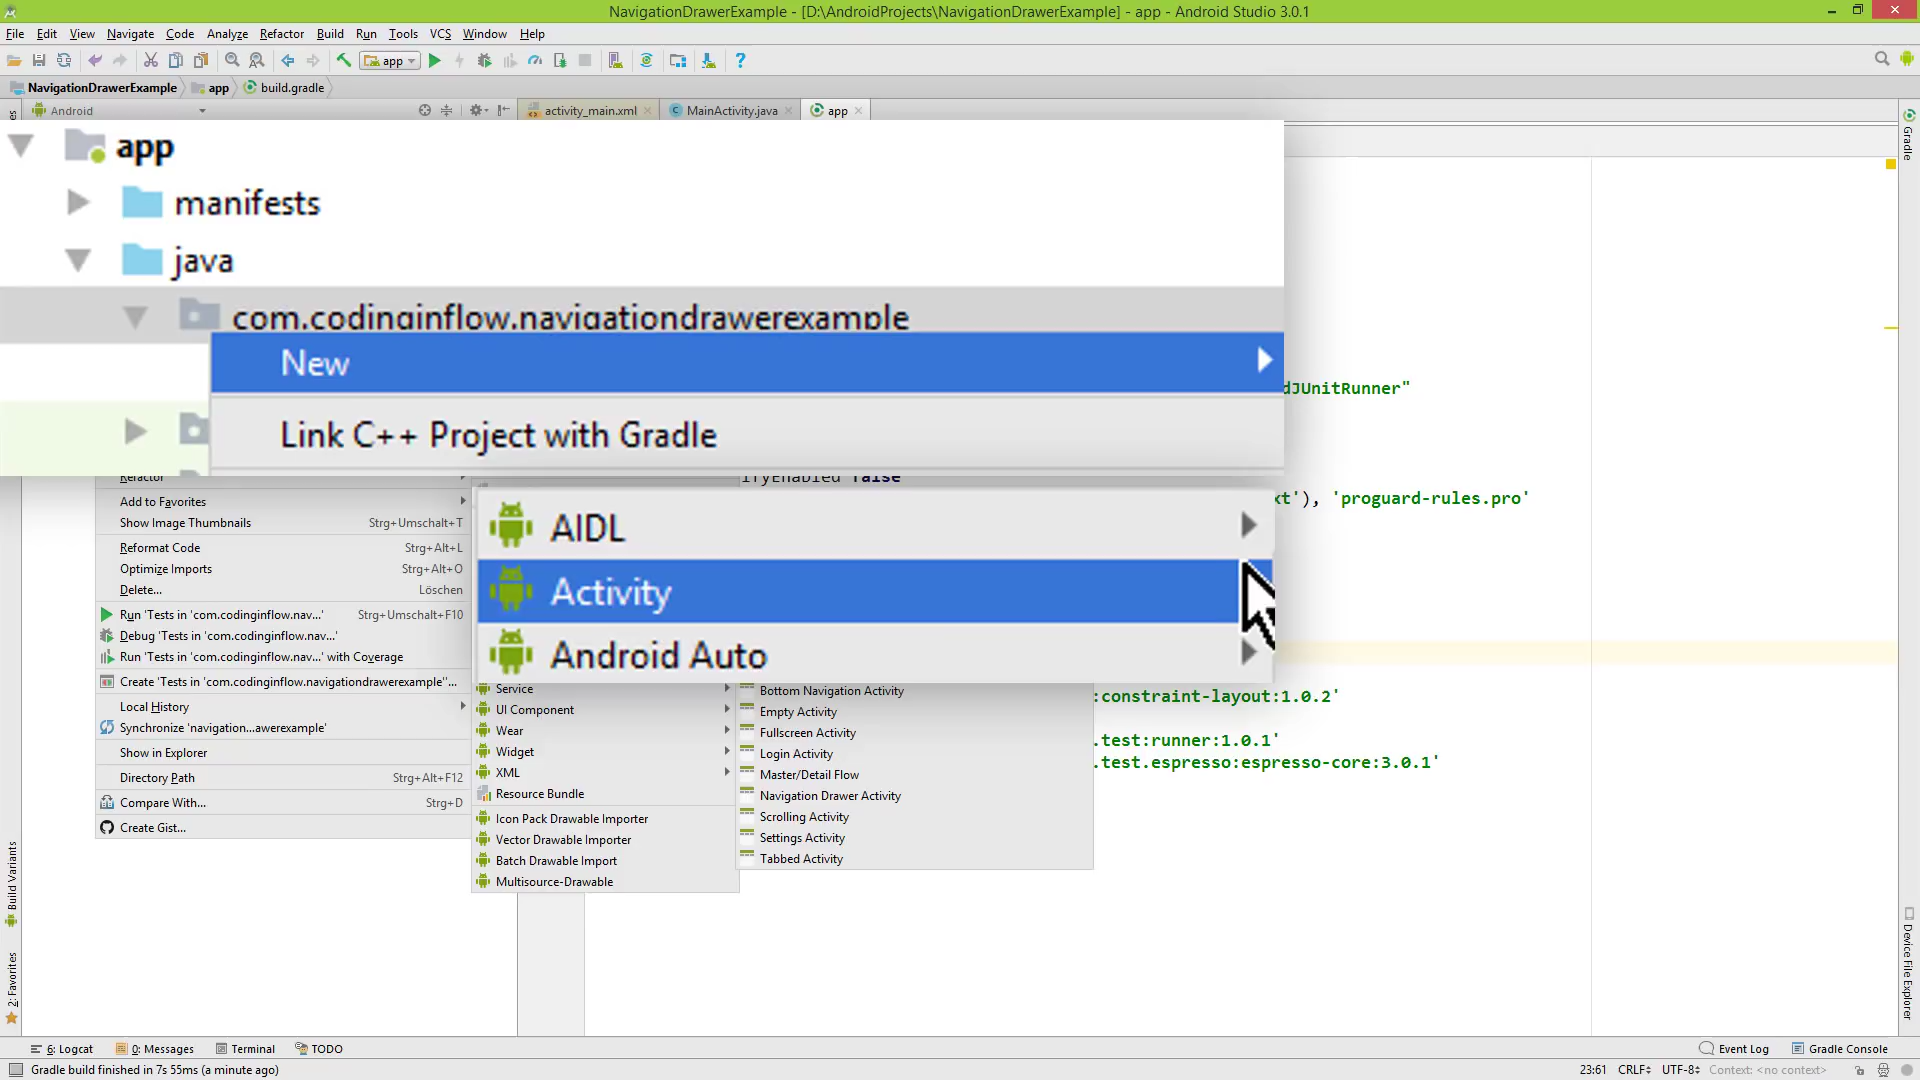 NavigationDrawerExample - [D:\AndroidProjects\NavigationDrawerExample] - app - Android Studio 3.0.1
File Edit View Navigate Code Analyze Refactor Build Run Tools VCS Window Help
app
NavigationDrawerExample app build.gradle
Android
activity_main.xml MainActivity.java app
app
manifests
java
com.codinginflow.navigationdrawerexample
New
Link C++ Project with Gradle
dJUnitRunner"
Refactor
ifyEnabled false
Add to Favorites
xt'), 'proguard-rules.pro'
Show Image Thumbnails Strg+Umschalt+T
AIDL
Reformat Code Strg+Alt+L
Optimize Imports Strg+Alt+O
Delete... Löschen
Activity
Run 'Tests in 'com.codinginflow.nav...' Strg+Umschalt+F10
Debug 'Tests in 'com.codinginflow.nav...'
Run 'Tests in 'com.codinginflow.nav...' with Coverage
Android Auto
Create 'Tests in 'com.codinginflow.navigationdrawerexample''...
Service
Bottom Navigation Activity
:constraint-layout:1.0.2'
Local History
UI Component
Empty Activity
Synchronize 'navigation...awerexample'
Wear
Fullscreen Activity
.test:runner:1.0.1'
Show in Explorer
Widget
Login Activity
.test.espresso:espresso-core:3.0.1'
Directory Path Strg+Alt+F12
XML
Master/Detail Flow
Resource Bundle
Navigation Drawer Activity
Compare With... Strg+D
Icon Pack Drawable Importer
Scrolling Activity
Create Gist...
Vector Drawable Importer
Settings Activity
Batch Drawable Import
Tabbed Activity
Multisource-Drawable
Gradle
Device File Explorer
Build Variants
2: Favorites
6: Logcat 0: Messages Terminal TODO Event Log Gradle Console
Gradle build finished in 7s 55ms (a minute ago) 23:61 CRLF UTF-8 Context: <no context>